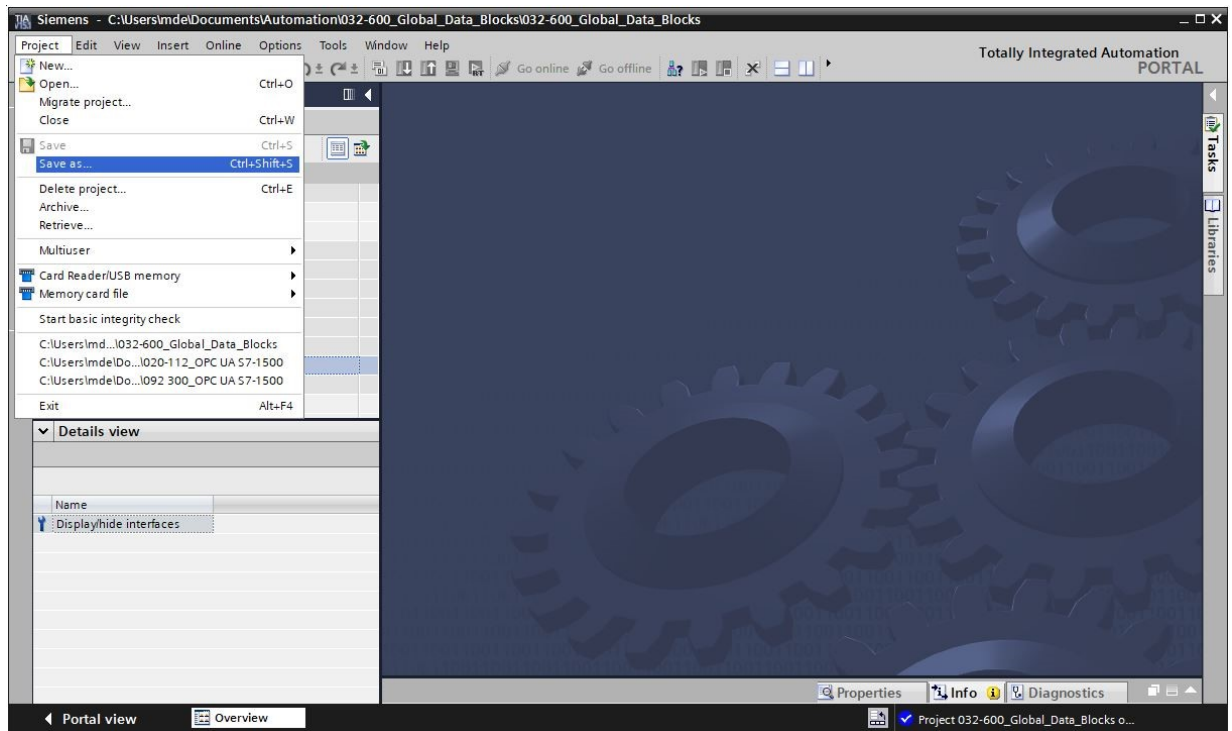 Siemens - C:\Users\mde\Documents\Automation\032-600_Global_Data_Blocks\032-600_Global_Data_Blocks
Project Edit View Insert Online Options Tools Window Help
Totally Integrated Automation
PORTAL
Go online Go offline
New...
Open... Ctrl+O
Migrate project...
Close Ctrl+W
Save Ctrl+S
Save as... Ctrl+Shift+S
Delete project... Ctrl+E
Archive...
Retrieve...
Multiuser
Card Reader/USB memory
Memory card file
Start basic integrity check
C:\Users\md...\032-600_Global_Data_Blocks
C:\Users\mde\Do...\020-112_OPC UA S7-1500
C:\Users\mde\Do...\092 300_OPC UA S7-1500
Exit Alt+F4
Tasks
Libraries
Details view
Name
Display/hide interfaces
Properties Info Diagnostics
Portal view Overview Project 032-600_Global_Data_Blocks o...